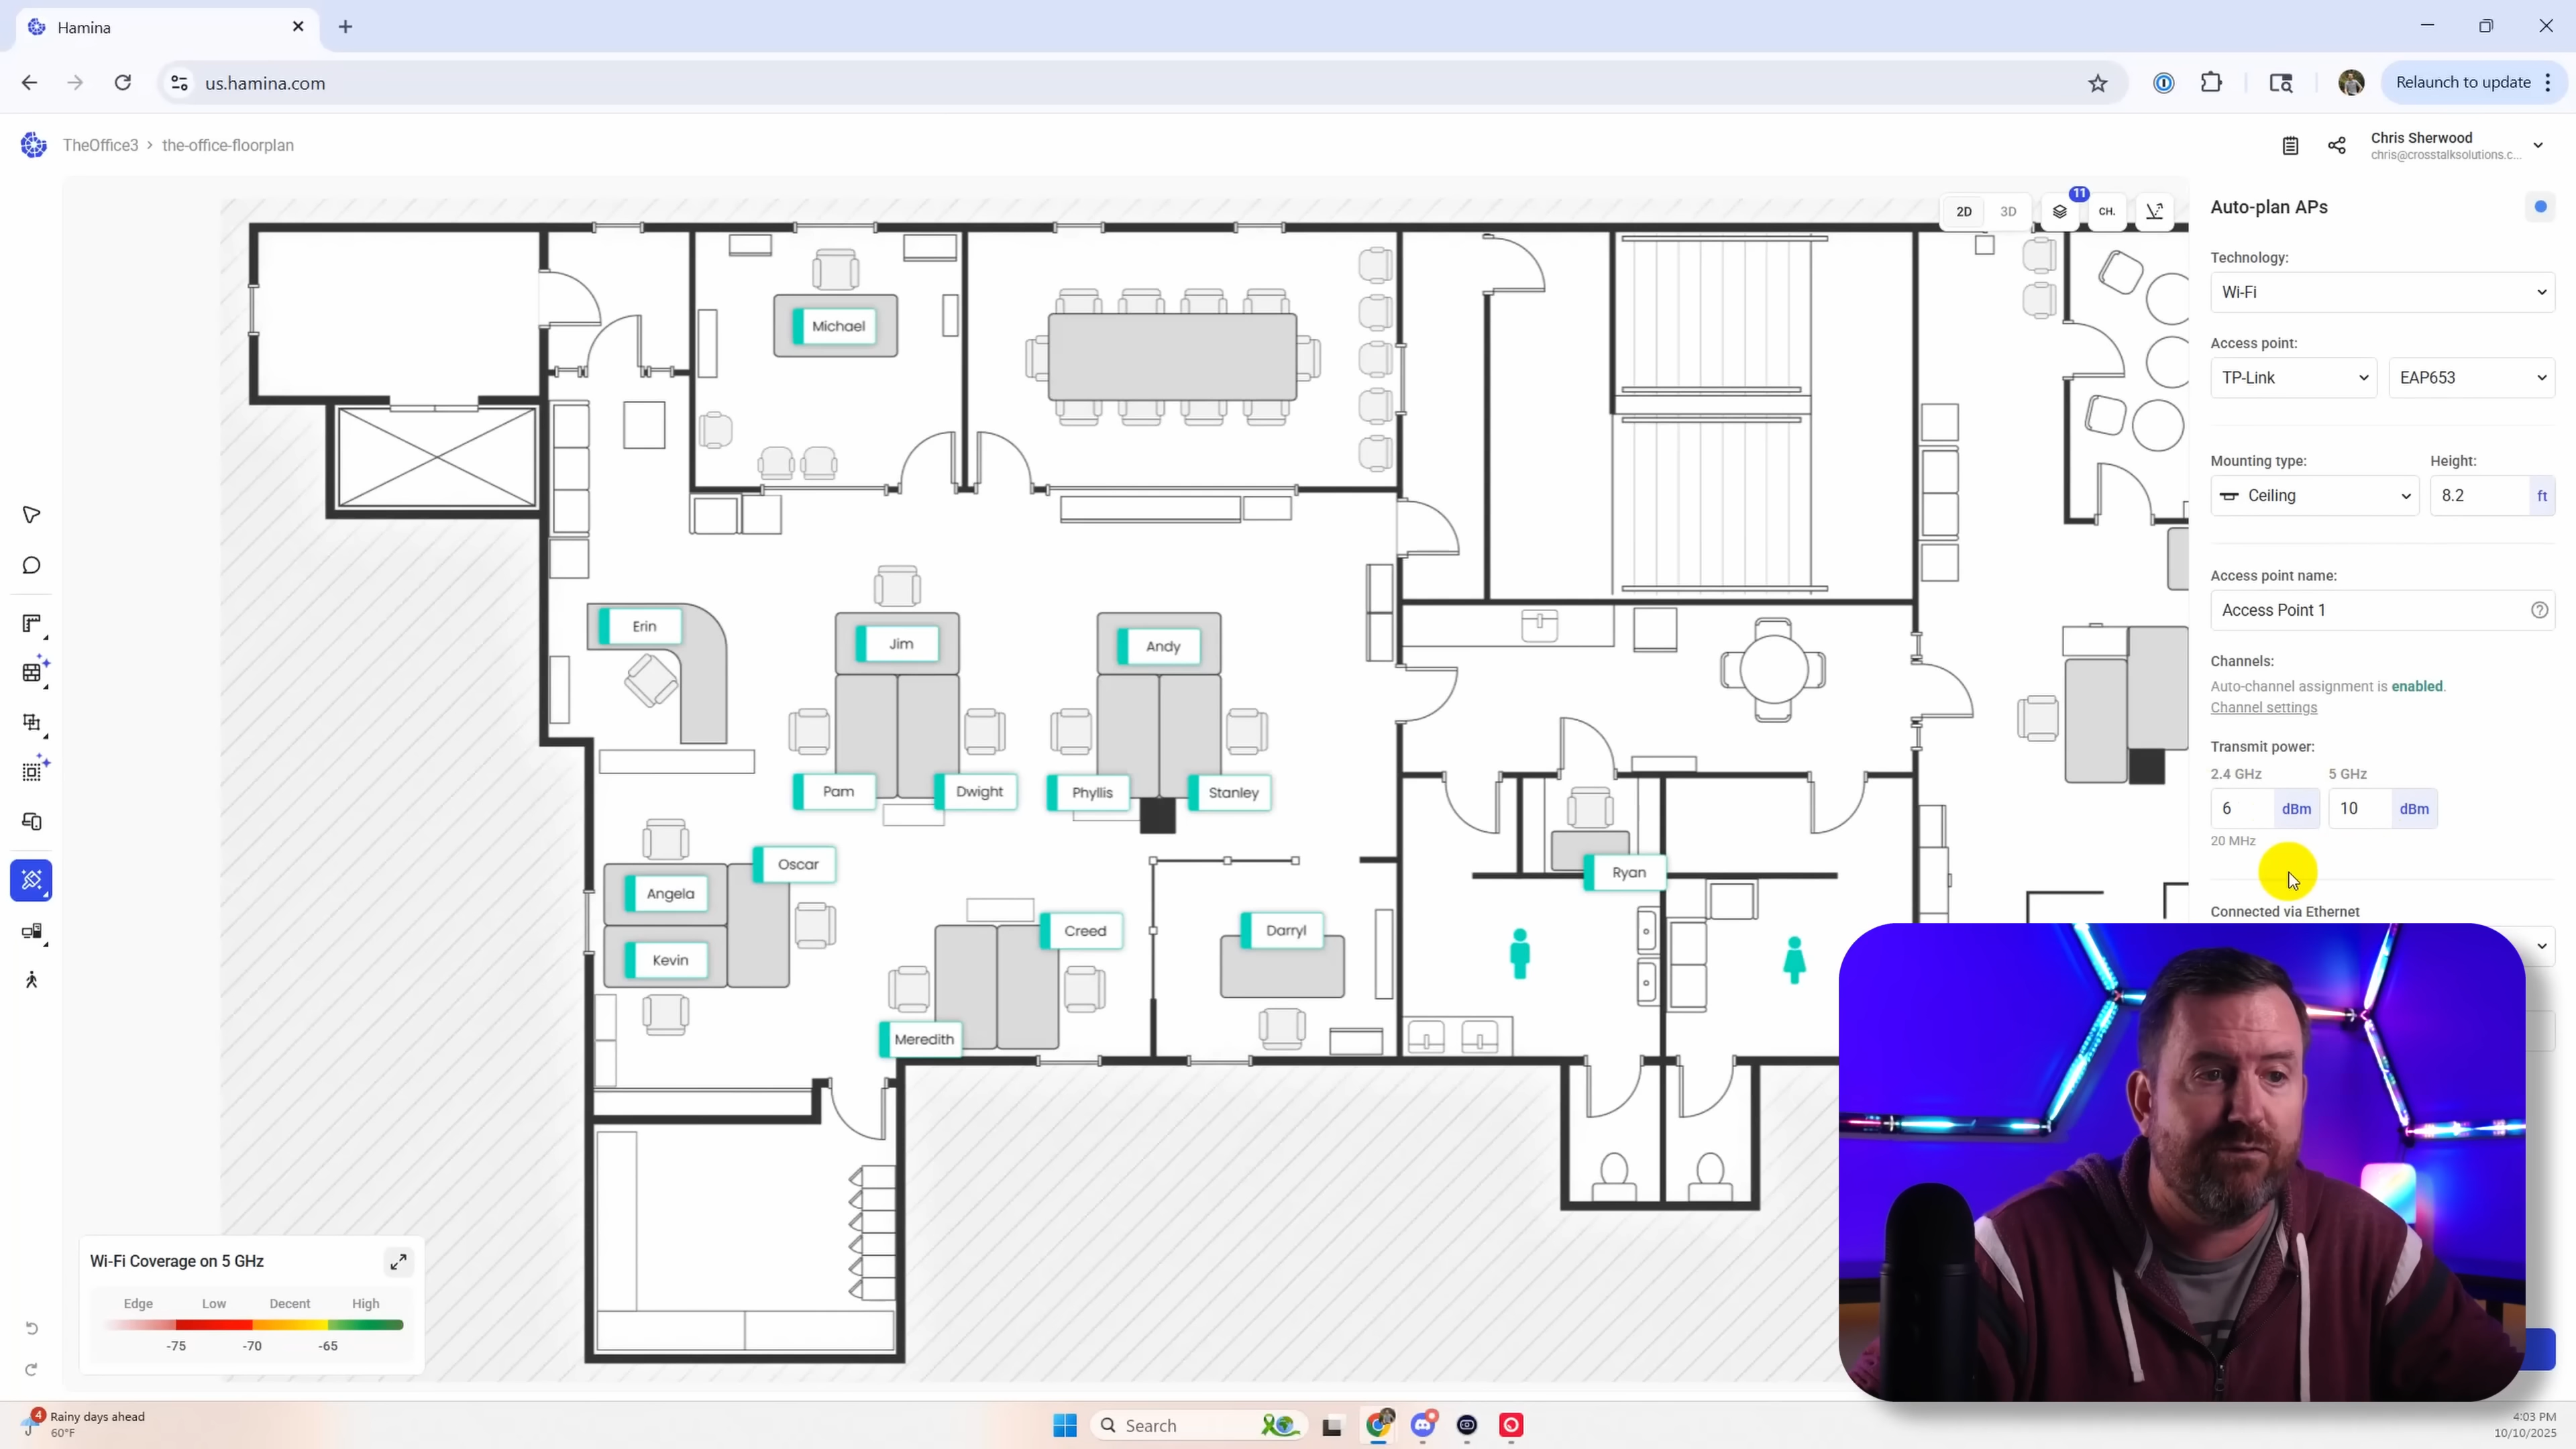 Hamina
us.hamina.com
Relaunch to update
TheOffice3 › the-office-floorplan
Chris Sherwood
chris@crosstalksolutions.c...
11
2D 3D CH.
Auto-plan APs
Technology:
Wi-Fi
Access point:
TP-Link EAP653
Mounting type: Height:
Ceiling 8.2 ft
Access point name:
Access Point 1
Channels:
Auto-channel assignment is enabled.
Channel settings
Transmit power:
2.4 GHz 5 GHz
6 dBm 10 dBm
20 MHz
Connected via Ethernet
Michael
Erin
Jim
Andy
Pam
Dwight
Phyllis
Stanley
Oscar
Angela
Kevin
Creed
Meredith
Darryl
Ryan
Wi-Fi Coverage on 5 GHz
Edge Low Decent High
-75 -70 -65
4
Rainy days ahead
60°F
Search
4:03 PM
10/10/2025